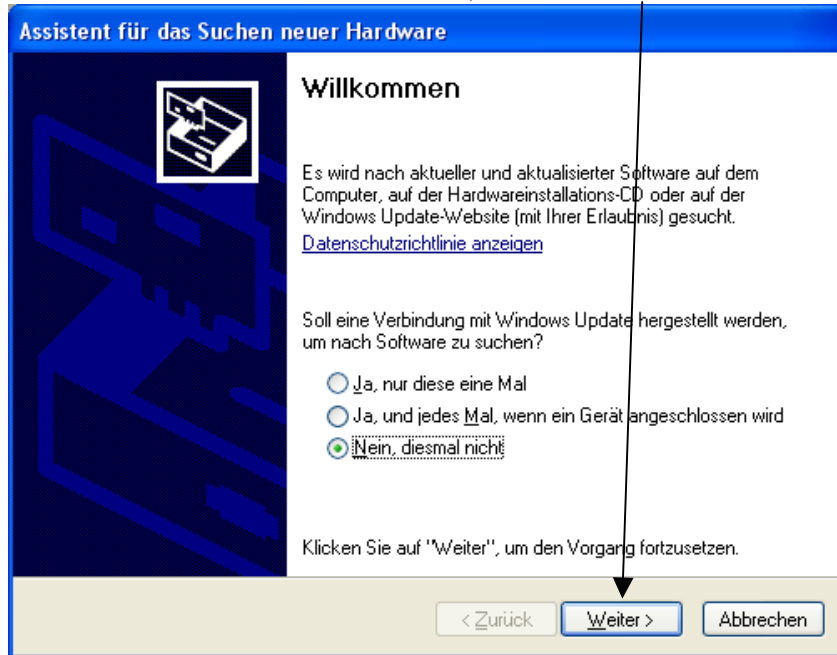 Assistent für das Suchen neuer Hardware
Willkommen
Es wird nach aktueller und aktualisierter Software auf dem
Computer, auf der Hardwareinstallations-CD oder auf der
Windows Update-Website (mit Ihrer Erlaubnis) gesucht.
Datenschutzrichtlinie anzeigen
Soll eine Verbindung mit Windows Update hergestellt werden,
um nach Software zu suchen?
Ja, nur diese eine Mal
Ja, und jedes Mal, wenn ein Gerät angeschlossen wird
Nein, diesmal nicht
Klicken Sie auf "Weiter", um den Vorgang fortzusetzen.
< Zurück Weiter > Abbrechen